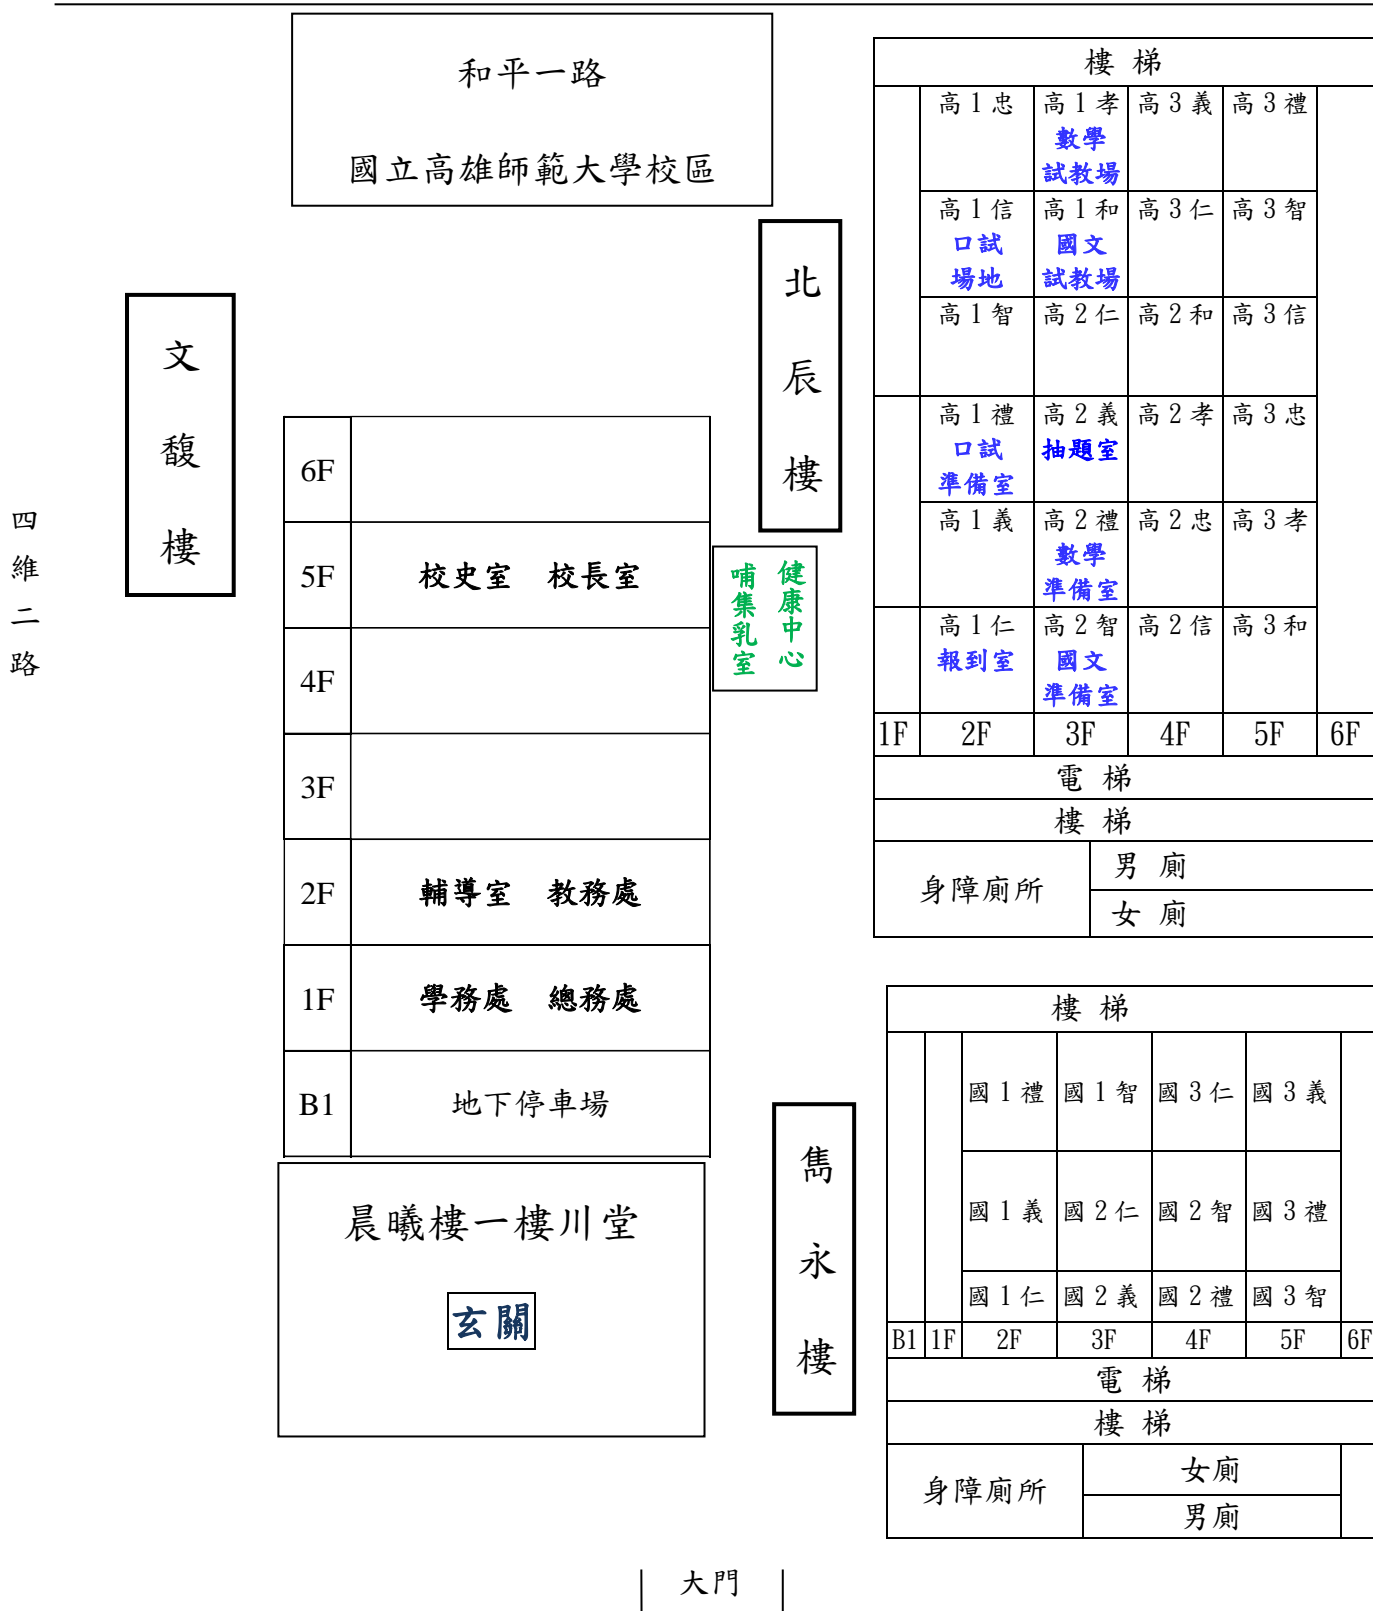 和平一路
國立高雄師範大學校區
樓 梯
高 1 忠 高 1 孝 高 3 義 高 3 禮
數學
試教場
高 1 信 高 1 和 高 3 仁 高 3 智
口試 國文
場地 試教場
高 1 智 高 2 仁 高 2 和 高 3 信
高 1 禮 高 2 義 高 2 孝 高 3 忠
口試 抽題室
準備室
高 1 義 高 2 禮 高 2 忠 高 3 孝
數學
準備室
高 1 仁 高 2 智 高 2 信 高 3 和
報到室 國文
準備室
1F 2F 3F 4F 5F 6F
電 梯
樓 梯
身障廁所
男 廁
女 廁
北辰樓
文馥樓
四維二路
6F
5F 校史室 校長室
4F
3F
2F 輔導室 教務處
1F 學務處 總務處
B1 地下停車場
健康中心
哺集乳室
晨曦樓一樓川堂
玄關
雋永樓
樓 梯
國 1 禮 國 1 智 國 3 仁 國 3 義
國 1 義 國 2 仁 國 2 智 國 3 禮
國 1 仁 國 2 義 國 2 禮 國 3 智
B1 1F 2F 3F 4F 5F 6F
電 梯
樓 梯
身障廁所
女廁
男廁
大門